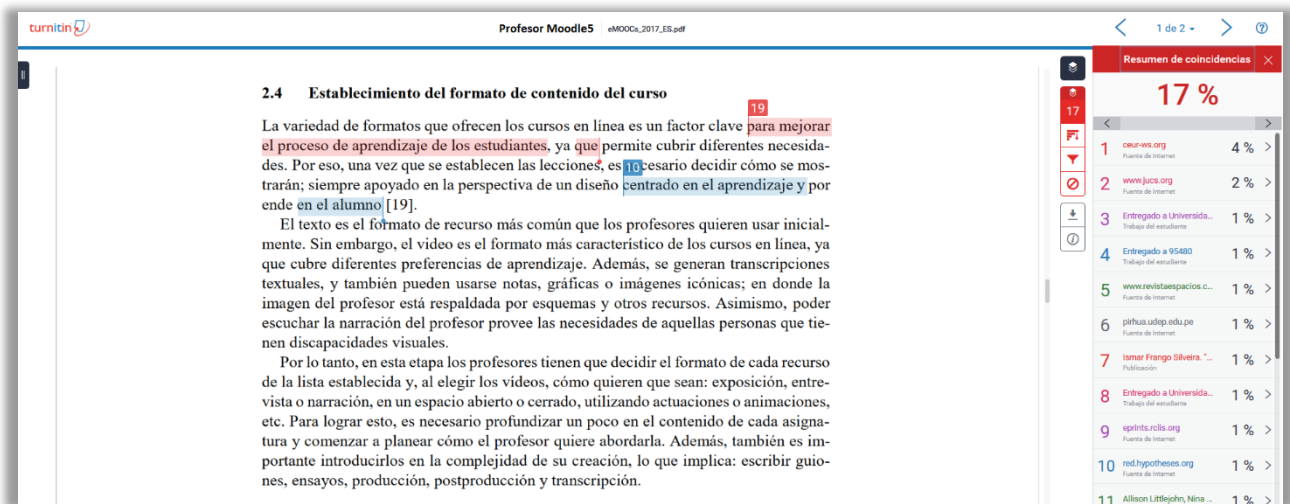 turnitin
Profesor Moodle5 eMOOCs_2017_ES.pdf
1 de 2
2.4 Establecimiento del formato de contenido del curso
19
La variedad de formatos que ofrecen los cursos en línea es un factor clave para mejorar
el proceso de aprendizaje de los estudiantes, ya que permite cubrir diferentes necesida-
10
des. Por eso, una vez que se establecen las lecciones, es necesario decidir cómo se mos-
trarán; siempre apoyado en la perspectiva de un diseño centrado en el aprendizaje y por
ende en el alumno [19].
El texto es el formato de recurso más común que los profesores quieren usar inicial-
mente. Sin embargo, el video es el formato más característico de los cursos en línea, ya
que cubre diferentes preferencias de aprendizaje. Además, se generan transcripciones
textuales, y también pueden usarse notas, gráficas o imágenes icónicas; en donde la
imagen del profesor está respaldada por esquemas y otros recursos. Asimismo, poder
escuchar la narración del profesor provee las necesidades de aquellas personas que tie-
nen discapacidades visuales.
Por lo tanto, en esta etapa los profesores tienen que decidir el formato de cada recurso
de la lista establecida y, al elegir los vídeos, cómo quieren que sean: exposición, entre-
vista o narración, en un espacio abierto o cerrado, utilizando actuaciones o animaciones,
etc. Para lograr esto, es necesario profundizar un poco en el contenido de cada asigna-
tura y comenzar a planear cómo el profesor quiere abordarla. Además, también es im-
portante introducirlos en la complejidad de su creación, lo que implica: escribir guio-
nes, ensayos, producción, postproducción y transcripción.
17
Resumen de coincidencias
17 %
1 ceur-ws.org 4 %
Fuente de Internet
2 www.jucs.org 2 %
Fuente de Internet
3 Entregado a Universida... 1 %
Trabajo del estudiante
4 Entregado a 95480 1 %
Trabajo del estudiante
5 www.revistaespacios.c... 1 %
Fuente de Internet
6 pirhua.udep.edu.pe 1 %
Fuente de Internet
7 Ismar Frango Silveira. "... 1 %
Publicación
8 Entregado a Universida... 1 %
Trabajo del estudiante
9 eprints.rclis.org 1 %
Fuente de Internet
10 red.hypotheses.org 1 %
Fuente de Internet
11 Allison Littlejohn, Nina ... 1 %